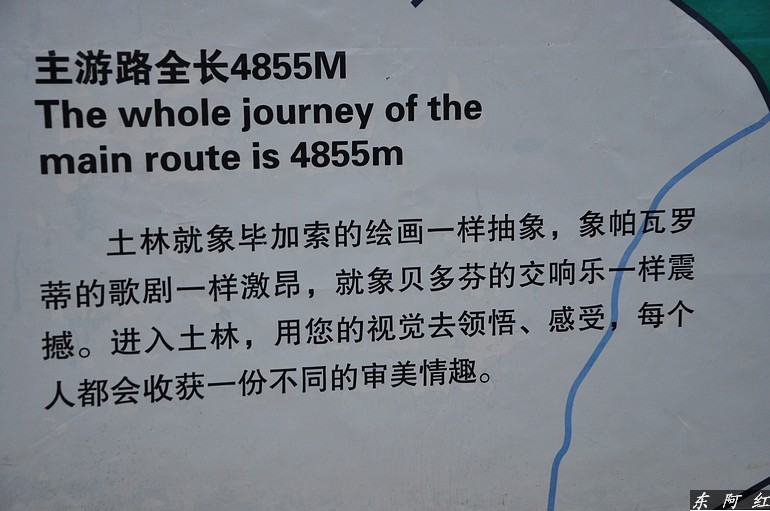 主游路全长4855M
The whole journey of the
main route is 4855m
土林就象毕加索的绘画一样抽象，象帕瓦罗
蒂的歌剧一样激昂，就象贝多芬的交响乐一样震
撼。进入土林，用您的视觉去领悟、感受，每个
人都会收获一份不同的审美情趣。
东阿红